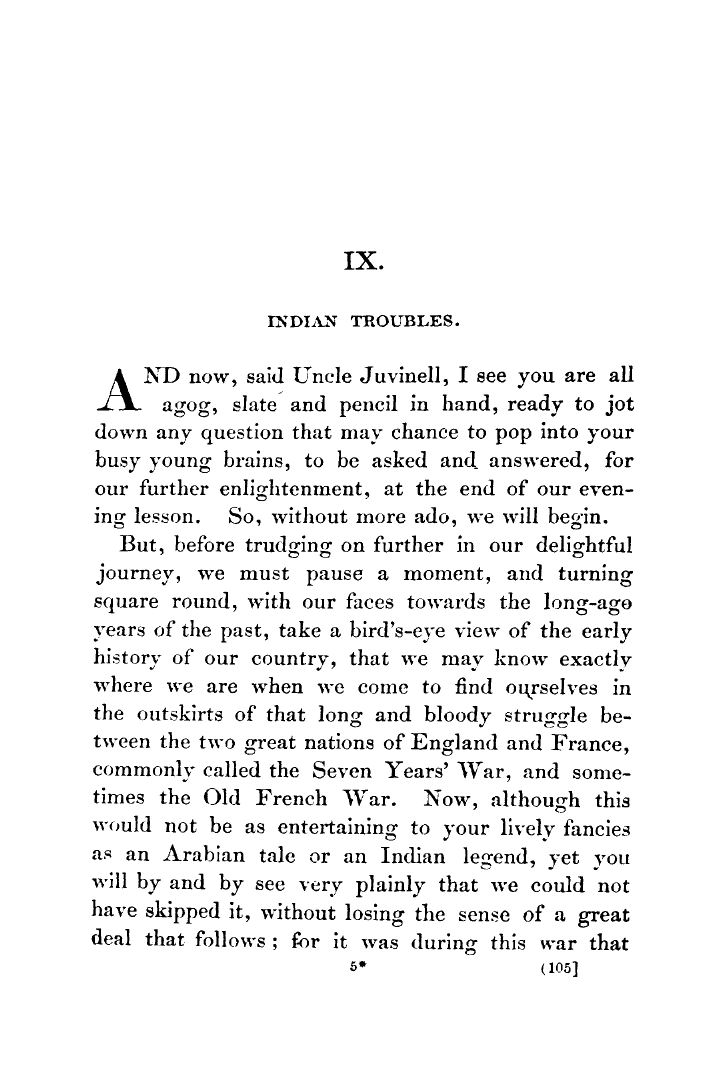 IX.
INDIAN TROUBLES.
AND now, said Uncle Juvinell, I see you are all
agog, slate and pencil in hand, ready to jot
down any question that may chance to pop into your
busy young brains, to be asked and answered, for
our further enlightenment, at the end of our even-
ing lesson. So, without more ado, we will begin.
But, before trudging on further in our delightful
journey, we must pause a moment, and turning
square round, with our faces towards the long-ago
years of the past, take a bird's-eye view of the early
history of our country, that we may know exactly
where we are when we come to find ourselves in
the outskirts of that long and bloody struggle be-
tween the two great nations of England and France,
commonly called the Seven Years' War, and some-
times the Old French War. Now, although this
would not be as entertaining to your lively fancies
as an Arabian tale or an Indian legend, yet you
will by and by see very plainly that we could not
have skipped it, without losing the sense of a great
deal that follows; for it was during this war that
5* (105]